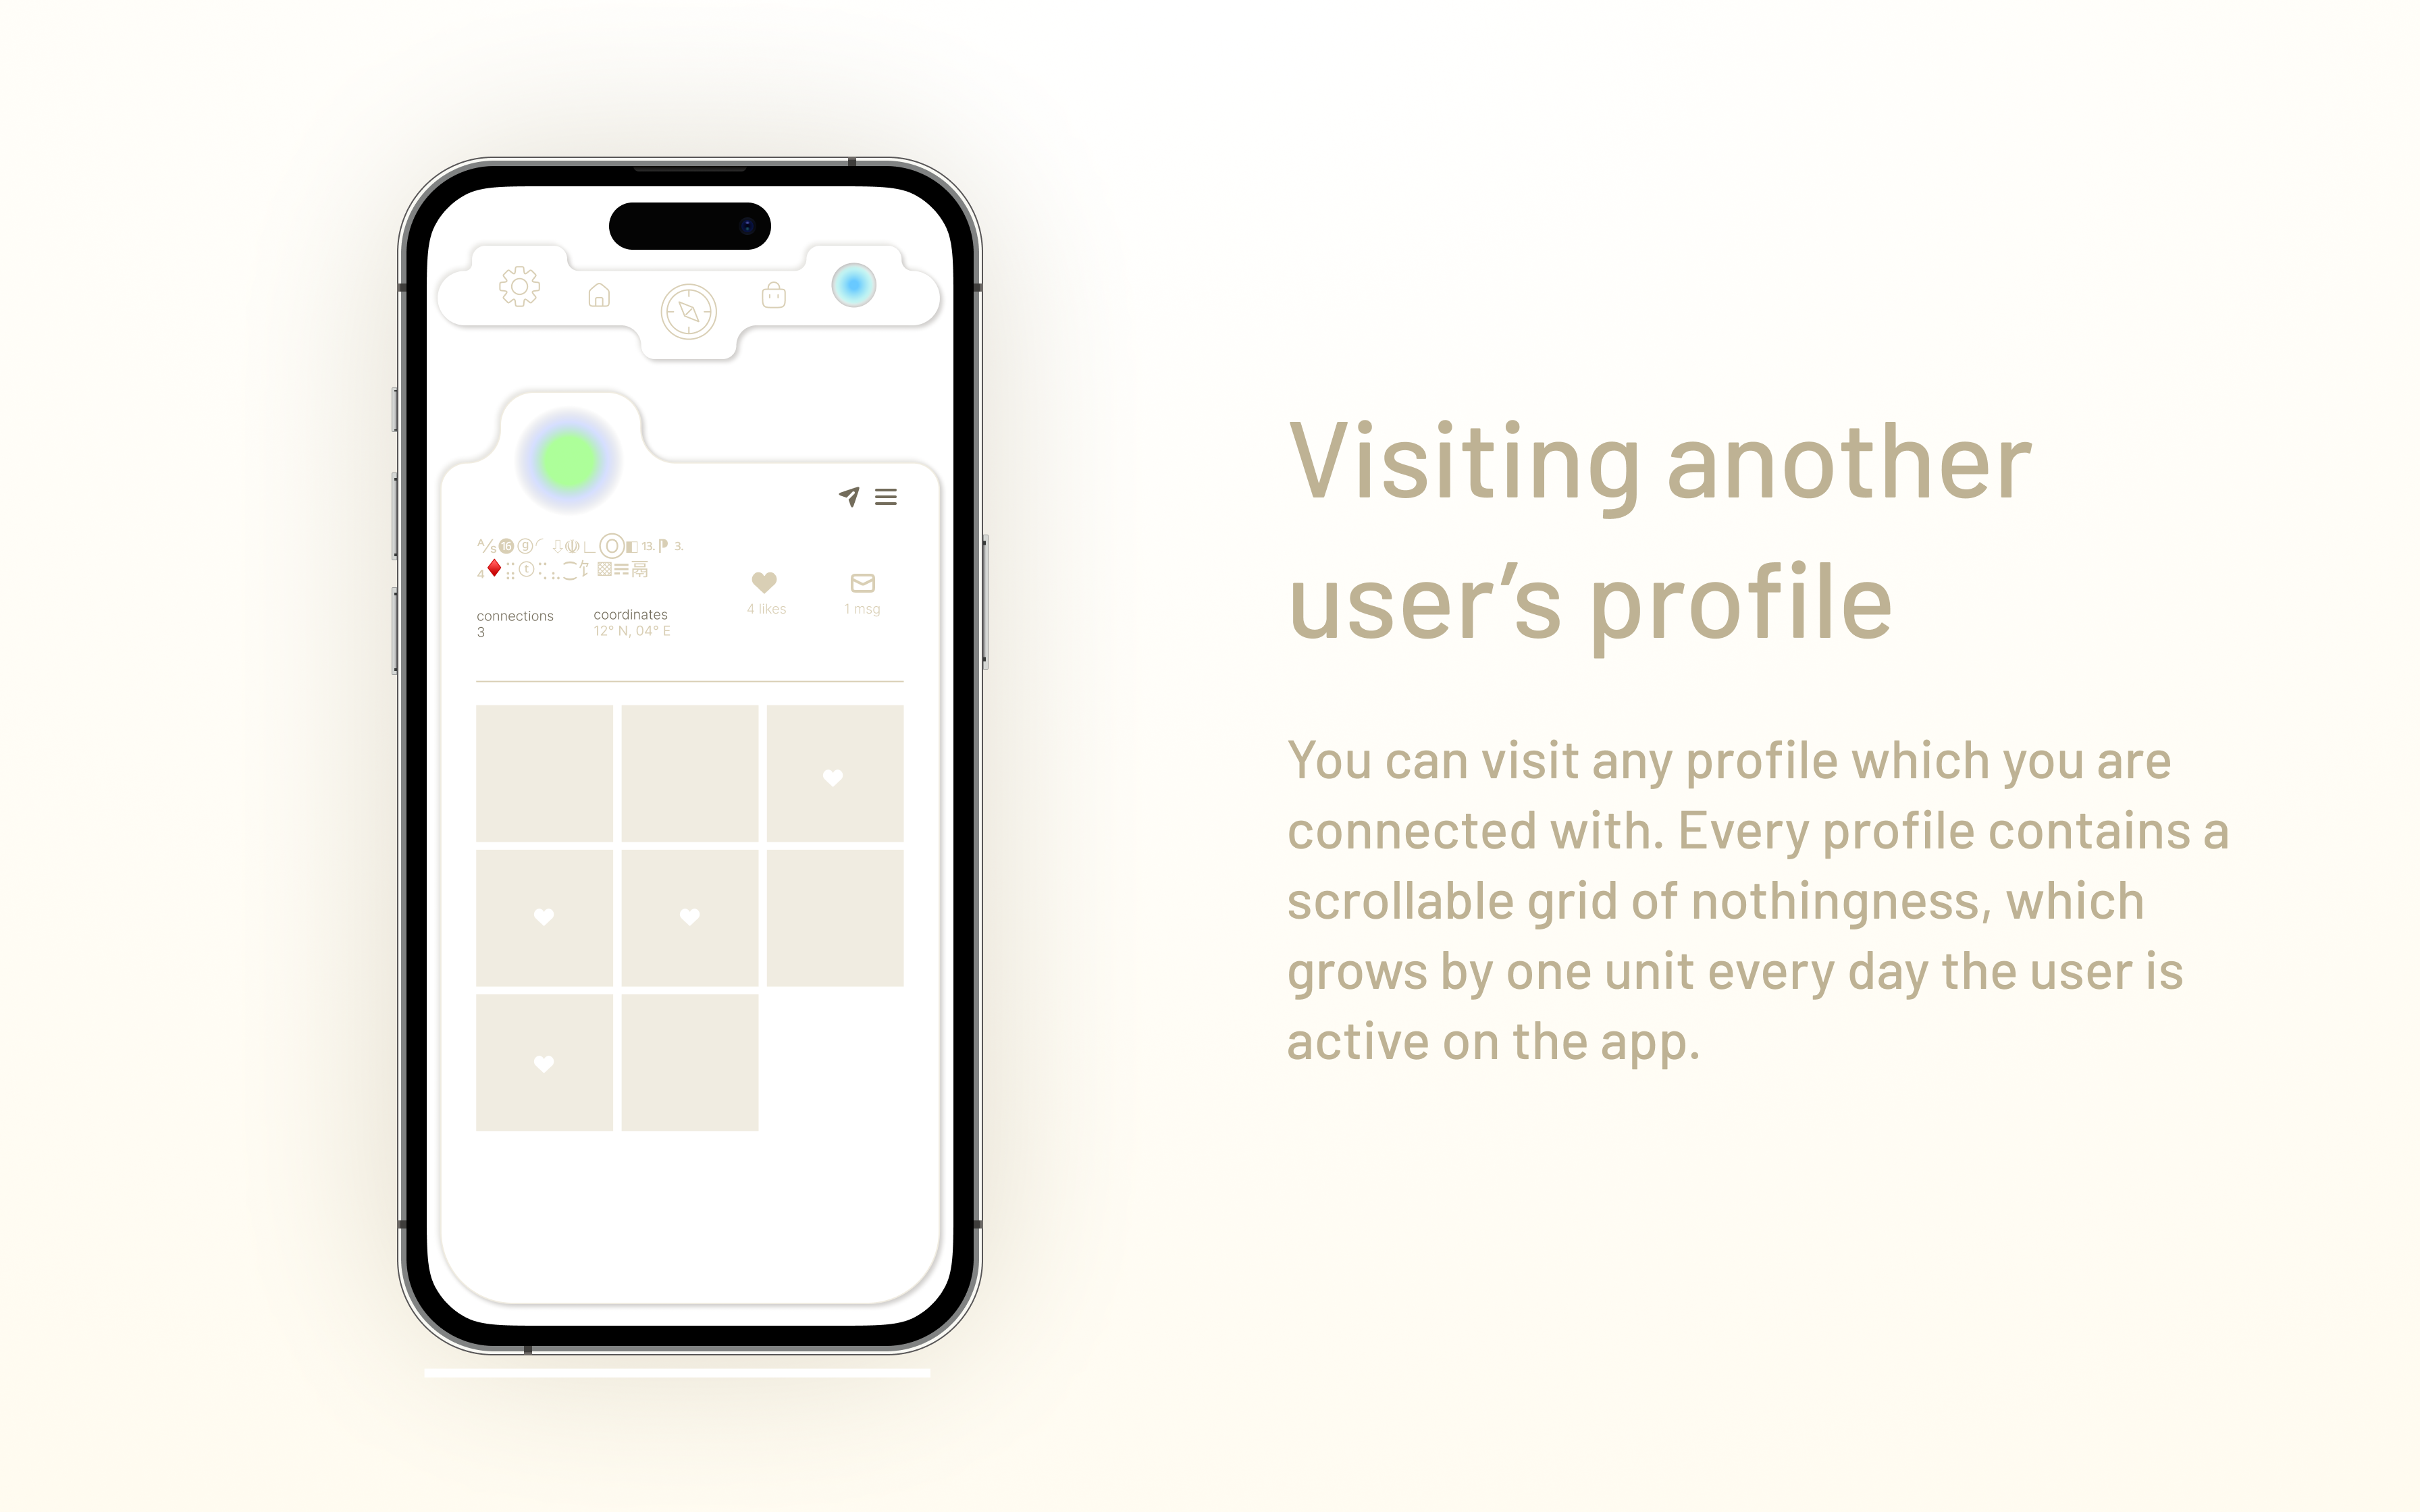 connections
3
coordinates
12° N, 04° E
4 likes
1 msg
Visiting another
user’s profile
You can visit any profile which you are
connected with. Every profile contains a
scrollable grid of nothingness, which
grows by one unit every day the user is
active on the app.